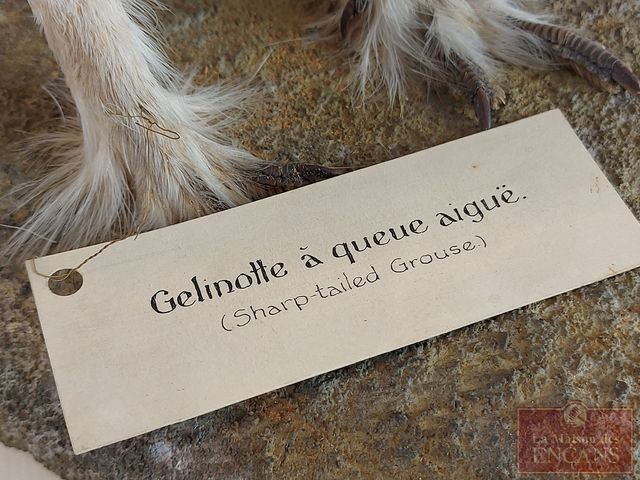 Gelinotte à queue aiguë.
(Sharp-tailed Grouse.)
La Maison des
ENCANS